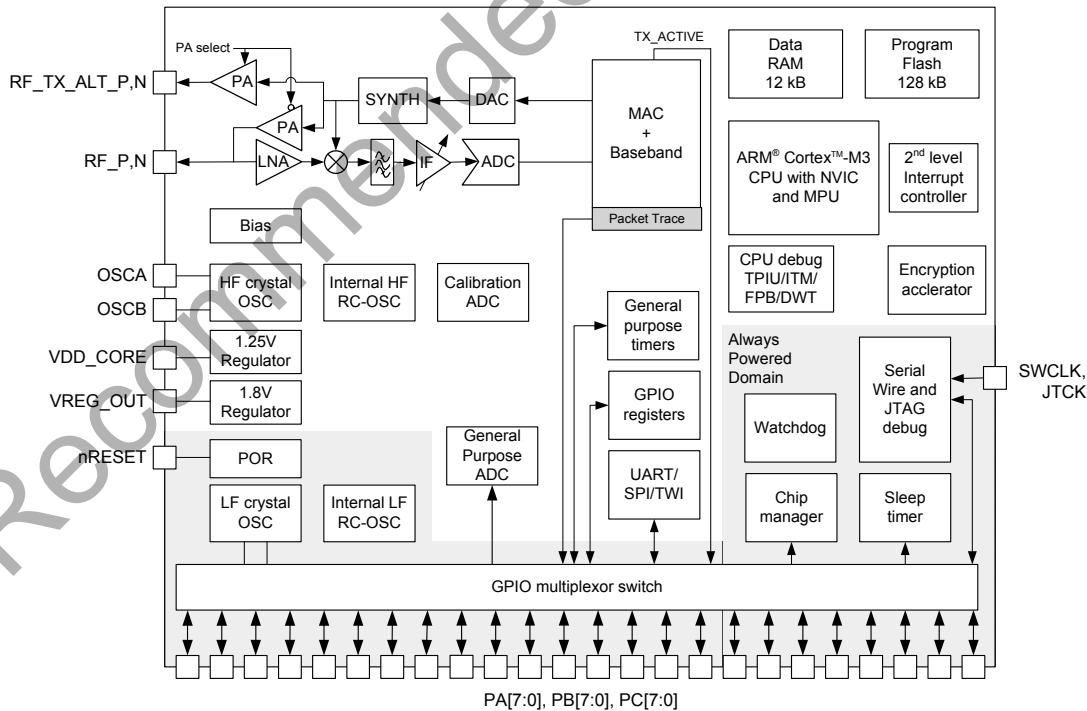 Recommended
PA select
TX_ACTIVE
RF_TX_ALT_P,N
PA
SYNTH
DAC
MAC
+
Baseband
Data
RAM
12 kB
Program
Flash
128 kB
PA
RF_P,N
LNA
IF
ADC
ARM® Cortex™-M3
CPU with NVIC
and MPU
2nd level
Interrupt
controller
Packet Trace
Bias
OSCA
OSCB
HF crystal
OSC
Internal HF
RC-OSC
Calibration
ADC
CPU debug
TPIU/ITM/
FPB/DWT
Encryption
acclerator
General
purpose
timers
VDD_CORE
1.25V
Regulator
Always
Powered
Domain
Serial
Wire and
JTAG
debug
SWCLK,
JTCK
VREG_OUT
1.8V
Regulator
GPIO
registers
Watchdog
nRESET
POR
General
Purpose
ADC
UART/
SPI/TWI
LF crystal
OSC
Internal LF
RC-OSC
Chip
manager
Sleep
timer
GPIO multiplexor switch
PA[7:0], PB[7:0], PC[7:0]